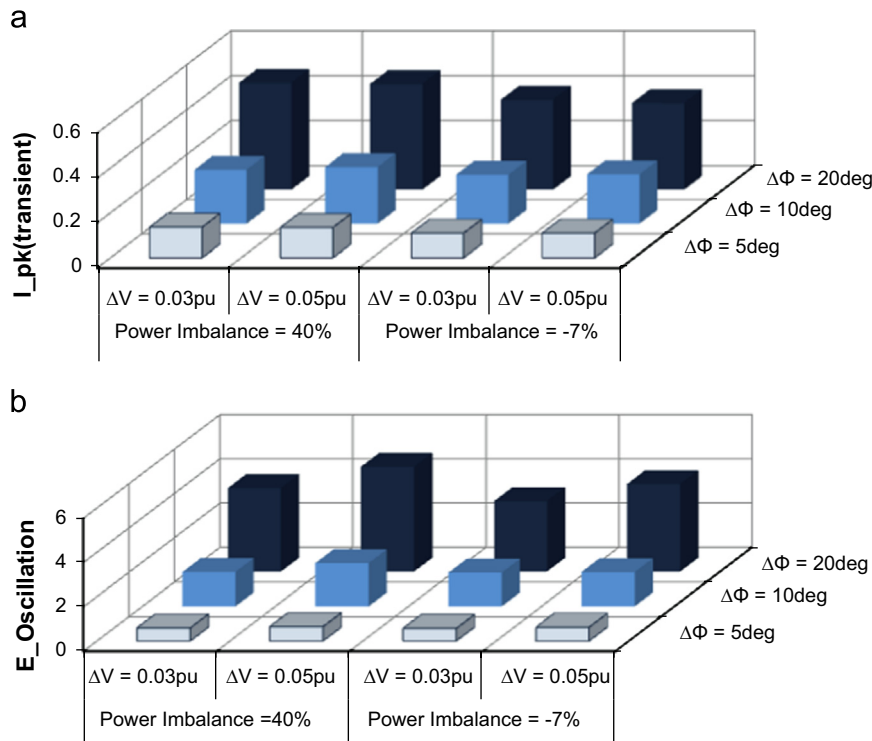 a
I_pk(transient)
0.6
0.4
0.2
0
ΔΦ = 20deg
ΔΦ = 10deg
ΔΦ = 5deg
ΔV = 0.03pu ΔV = 0.05pu ΔV = 0.03pu ΔV = 0.05pu
Power Imbalance = 40% Power Imbalance = -7%
b
E_Oscillation
6
4
2
0
ΔΦ = 20deg
ΔΦ = 10deg
ΔΦ = 5deg
ΔV = 0.03pu ΔV = 0.05pu ΔV = 0.03pu ΔV = 0.05pu
Power Imbalance =40% Power Imbalance = -7%